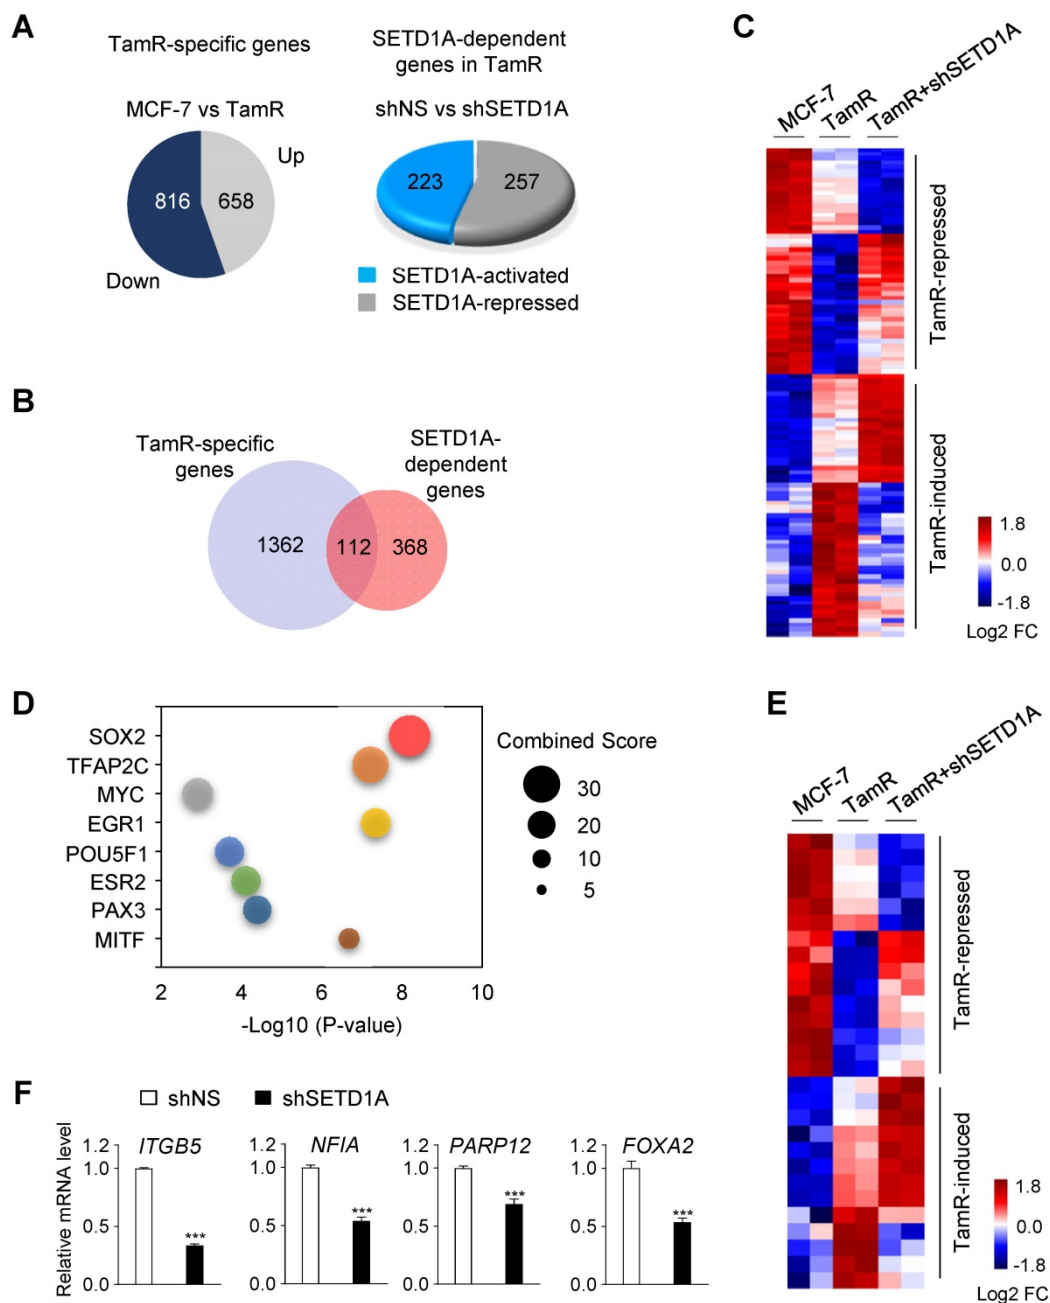 A
TamR-specific genes
MCF-7 vs TamR
Up
816
658
Down
SETD1A-dependent
genes in TamR
shNS vs shSETD1A
223
257
SETD1A-activated
SETD1A-repressed
B
TamR-specific
genes
SETD1A-
dependent
genes
1362
112
368
C
MCF-7
TamR
TamR+shSETD1A
TamR-repressed
TamR-induced
1.8
0.0
-1.8
Log2 FC
D
SOX2
TFAP2C
MYC
EGR1
POU5F1
ESR2
PAX3
MITF
2 4 6 8 10
-Log10 (P-value)
Combined Score
30
20
10
5
E
MCF-7
TamR
TamR+shSETD1A
TamR-repressed
TamR-induced
1.8
0.0
-1.8
Log2 FC
F
shNS shSETD1A
Relative mRNA level
ITGB5
1.2
1.0
0.5
0.0
***
NFIA
1.2
1.0
0.5
0.0
***
PARP12
1.2
1.0
0.5
0.0
***
FOXA2
1.2
1.0
0.5
0.0
***